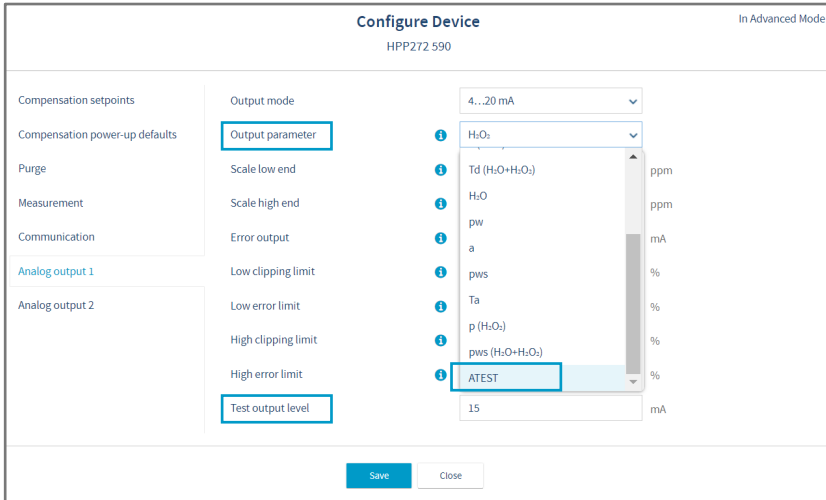 Configure Device
In Advanced Mode
HPP272 590
Compensation setpoints
Compensation power-up defaults
Purge
Measurement
Communication
Analog output 1
Analog output 2
Output mode
4…20 mA
Output parameter
H₂O₂
Scale low end
ppm
Scale high end
ppm
Error output
mA
Low clipping limit
%
Low error limit
%
High clipping limit
%
High error limit
%
Td (H₂O+H₂O₂)
H₂O
pw
a
pws
Ta
p (H₂O₂)
pws (H₂O+H₂O₂)
ATEST
Test output level
15
mA
Save
Close